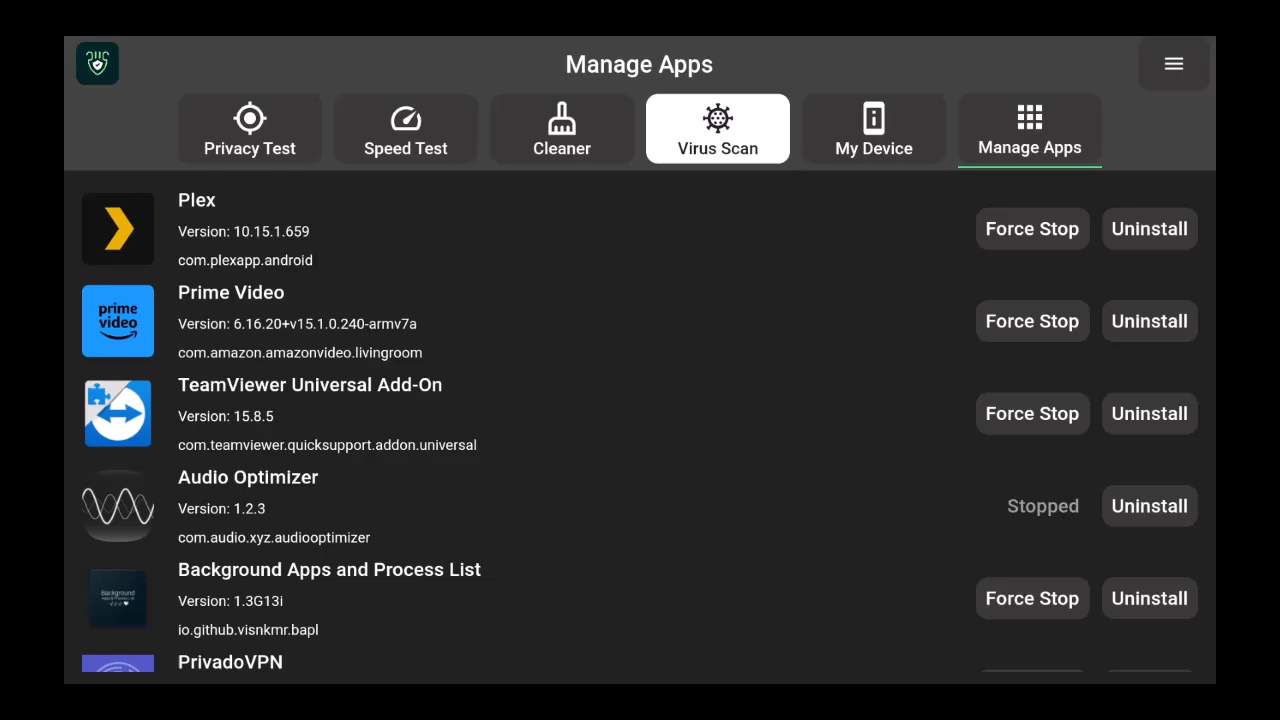 Manage Apps
Privacy Test
Speed Test
Cleaner
Virus Scan
My Device
Manage Apps
Plex
Version: 10.15.1.659
com.plexapp.android
Force Stop
Uninstall
prime
video
Prime Video
Version: 6.16.20+v15.1.0.240-armv7a
com.amazon.amazonvideo.livingroom
Force Stop
Uninstall
TeamViewer Universal Add-On
Version: 15.8.5
com.teamviewer.quicksupport.addon.universal
Force Stop
Uninstall
Audio Optimizer
Version: 1.2.3
com.audio.xyz.audiooptimizer
Stopped
Uninstall
Background
Background Apps and Process List
Version: 1.3G13i
io.github.visnkmr.bapl
Force Stop
Uninstall
PrivadoVPN